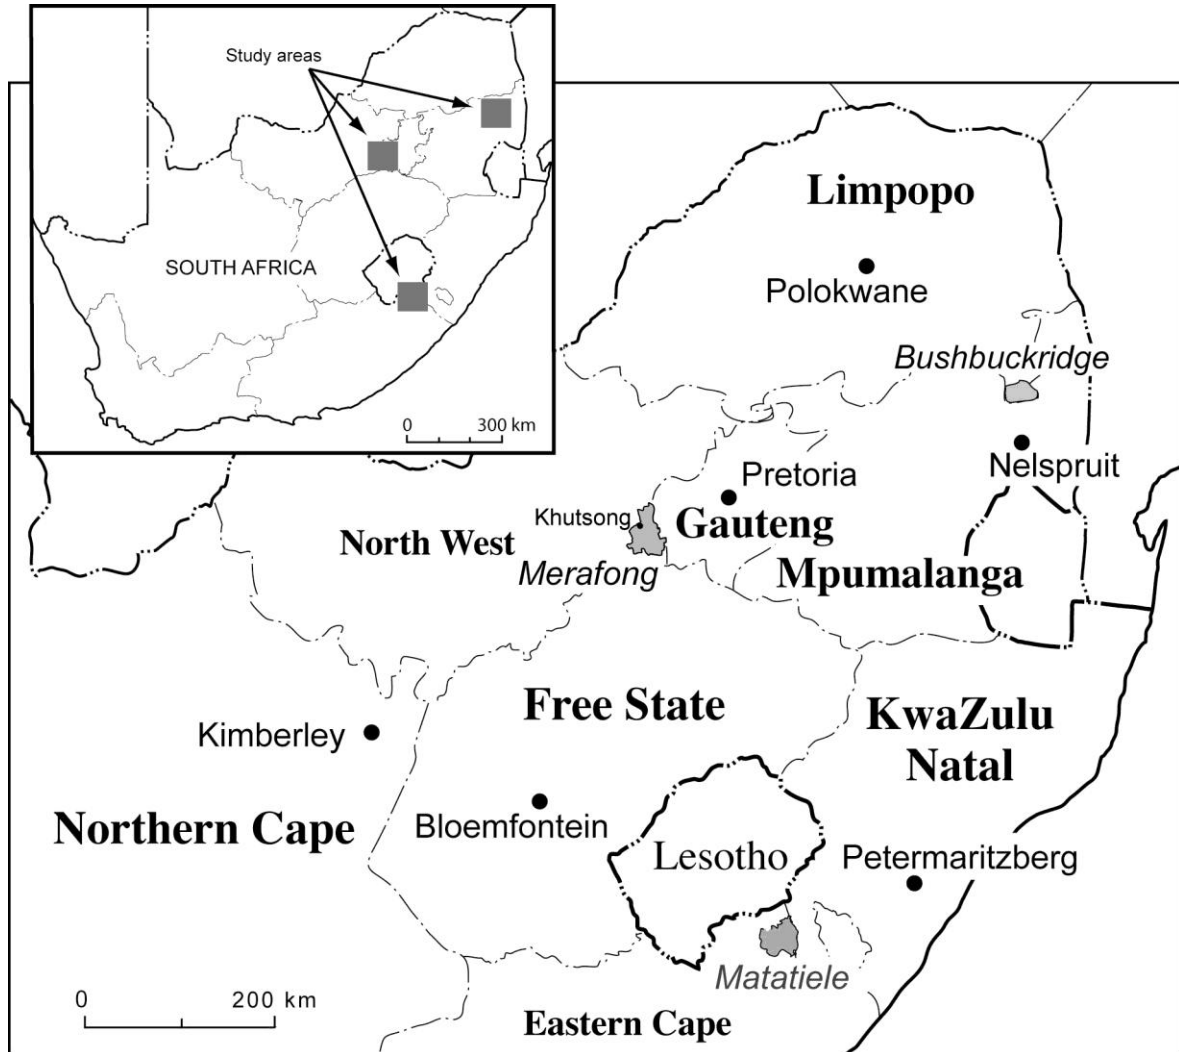 Study areas
SOUTH AFRICA
0 300 km
Limpopo
Polokwane
Bushbuckridge
Nelspruit
Pretoria
Khutsong
Gauteng
North West
Merafong
Mpumalanga
Free State
KwaZulu
Natal
Kimberley
Northern Cape
Bloemfontein
Lesotho
Petermaritzberg
Matatiele
0 200 km
Eastern Cape